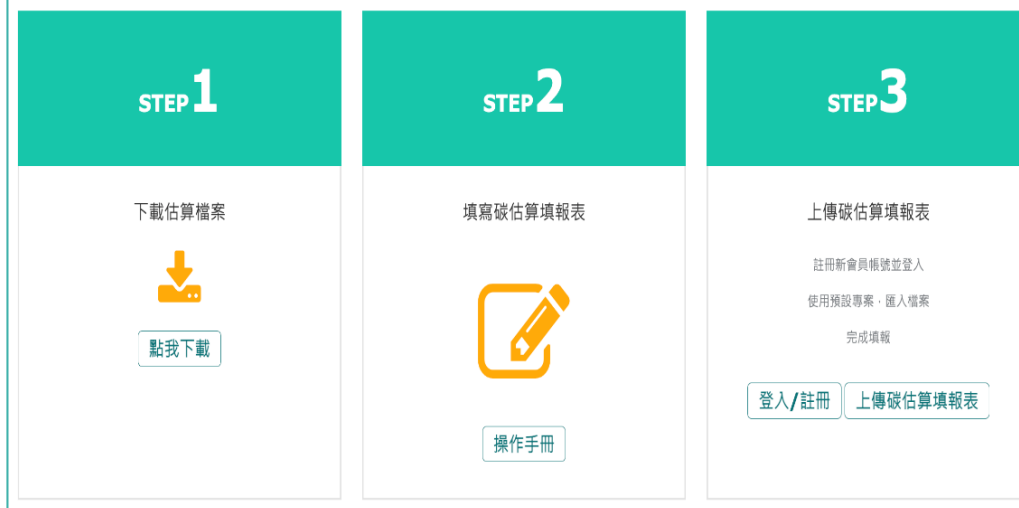 STEP1
下載估算檔案
點我下載
STEP2
填寫碳估算填報表
操作手冊
STEP3
上傳碳估算填報表
註冊新會員帳號並登入
使用預設專案，匯入檔案
完成填報
登入/註冊
上傳碳估算填報表